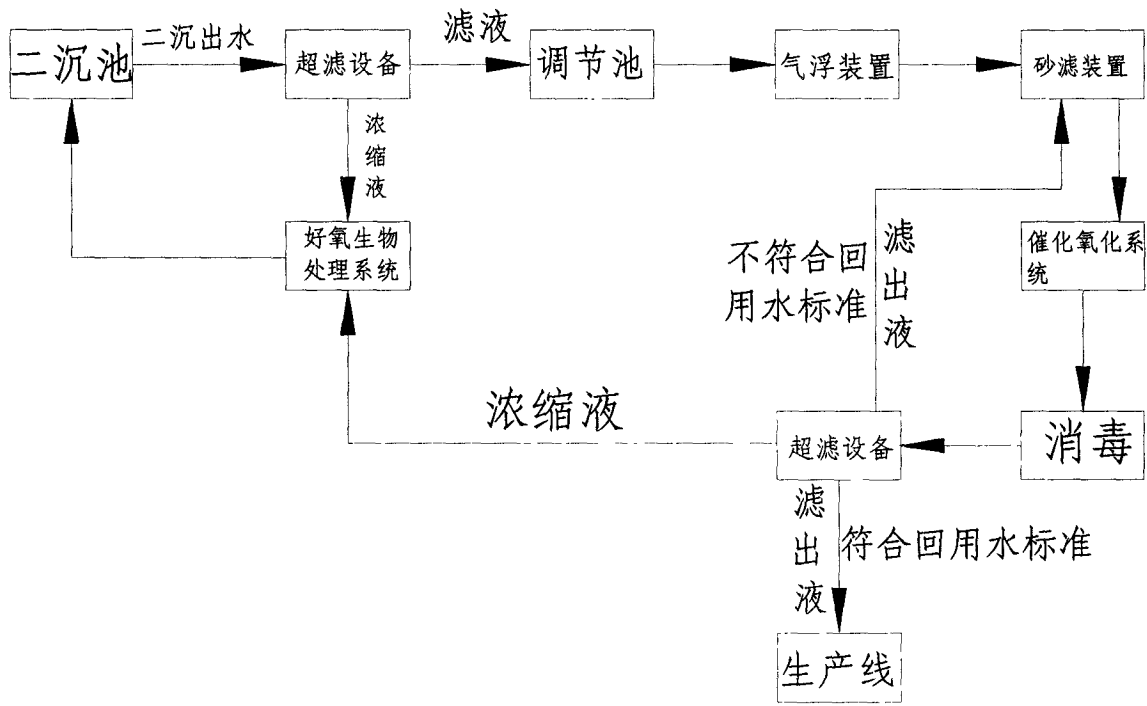 二沉池
二沉出水
超滤设备
滤液
调节池
气浮装置
砂滤装置
浓缩液
好氧生物
处理系统
不符合回
用水标准
滤出液
催化氧化系
统
浓缩液
超滤设备
消毒
滤出液
符合回用水标准
生产线